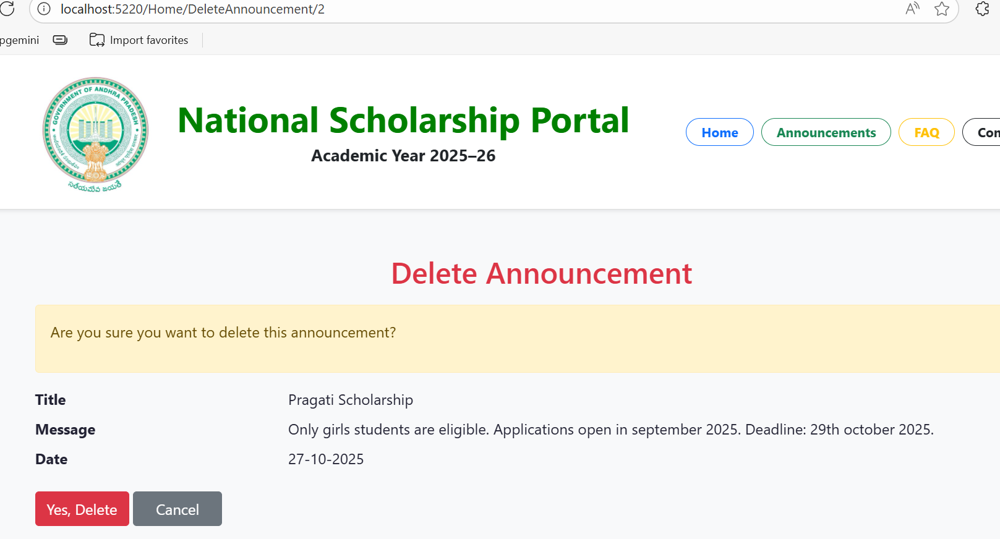 localhost:5220/Home/DeleteAnnouncement/2
pgemini
Import favorites
GOVERNMENT OF ANDHRA PRADESH
సత్యమేవ జయతే
National Scholarship Portal
Academic Year 2025–26
Home
Announcements
FAQ
Con
Delete Announcement
Are you sure you want to delete this announcement?
Title Pragati Scholarship
Message Only girls students are eligible. Applications open in september 2025. Deadline: 29th october 2025.
Date 27-10-2025
Yes, Delete
Cancel